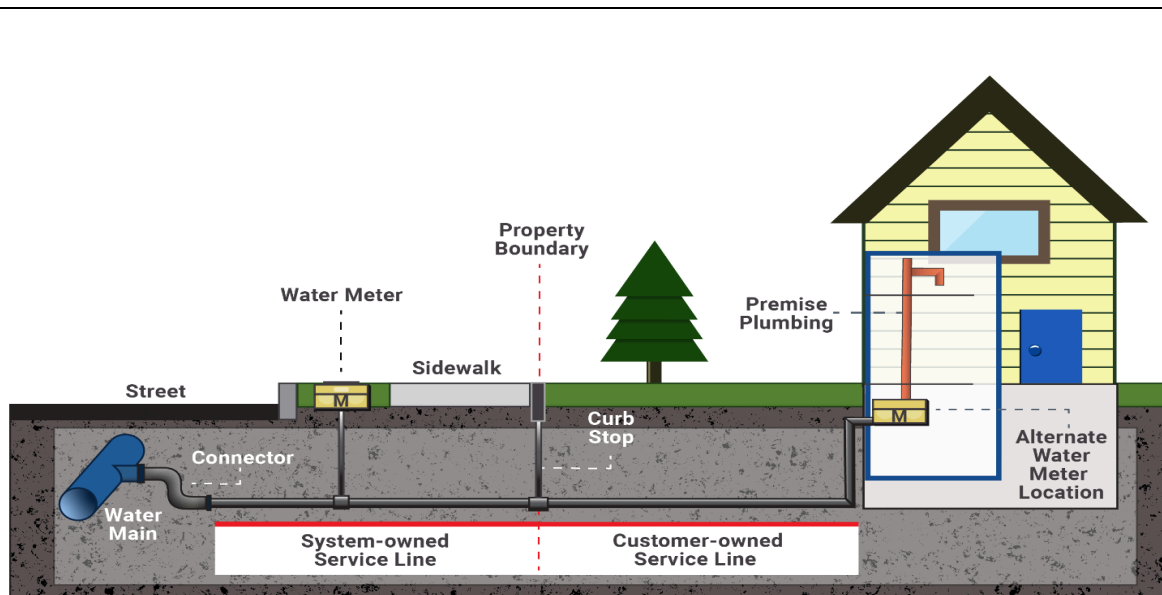 Property
Boundary
Water Meter
Premise
Plumbing
Sidewalk
Street
M
M
Curb
Stop
Connector
Alternate
Water
Meter
Location
Water
Main
System-owned
Service Line
Customer-owned
Service Line